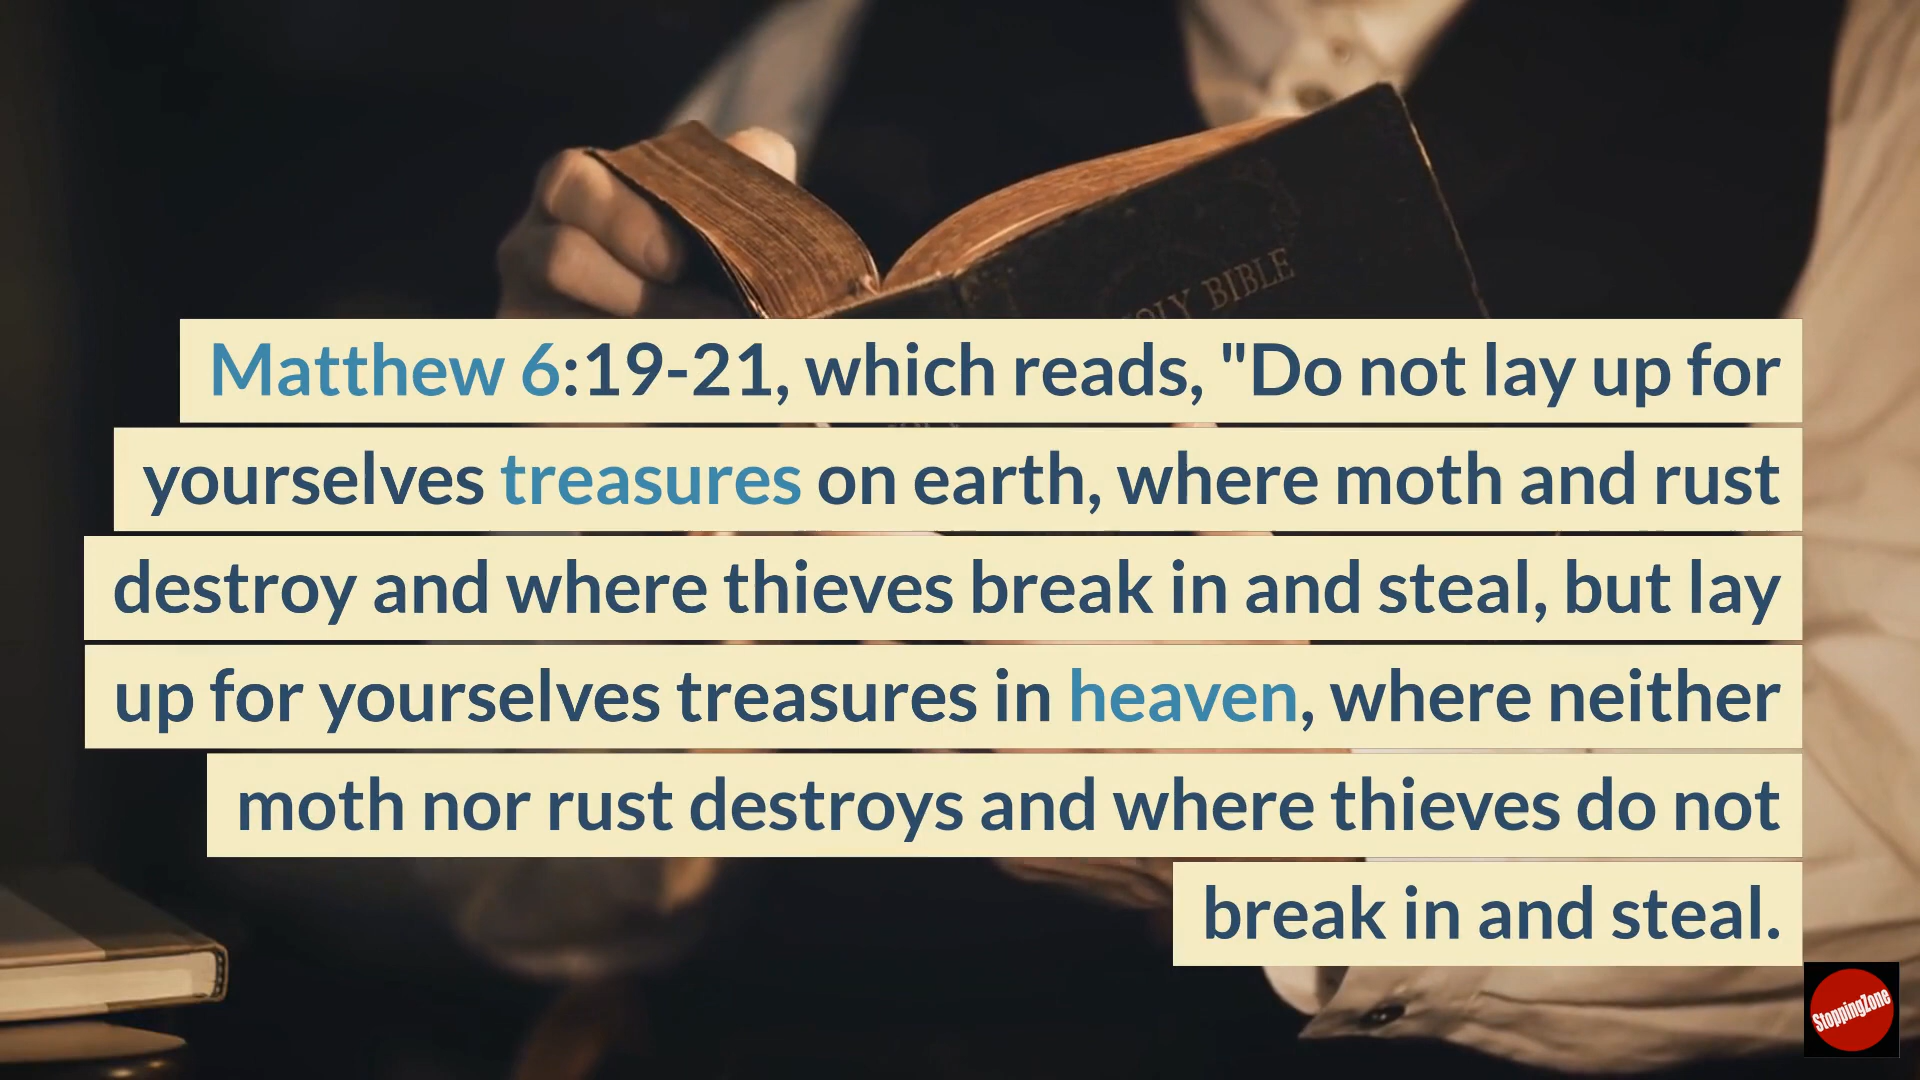 HOLY BIBLE
Matthew 6:19-21, which reads, "Do not lay up for
yourselves treasures on earth, where moth and rust
destroy and where thieves break in and steal, but lay
up for yourselves treasures in heaven, where neither
moth nor rust destroys and where thieves do not
break in and steal.
StoppingZone